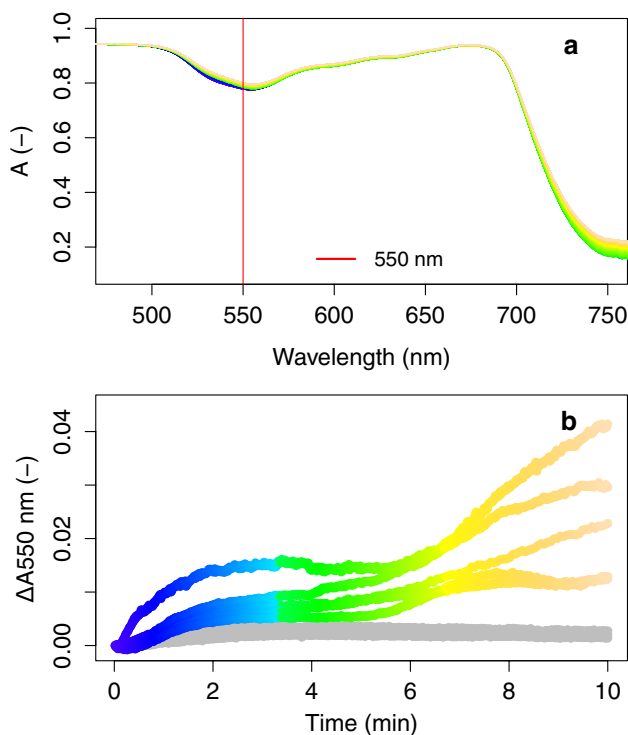 1.0
0.8
0.6
0.4
0.2
A (−)
a
550 nm
500 550 600 650 700 750
Wavelength (nm)
0.04
0.02
0.00
ΔA550 nm (−)
b
0 2 4 6 8 10
Time (min)